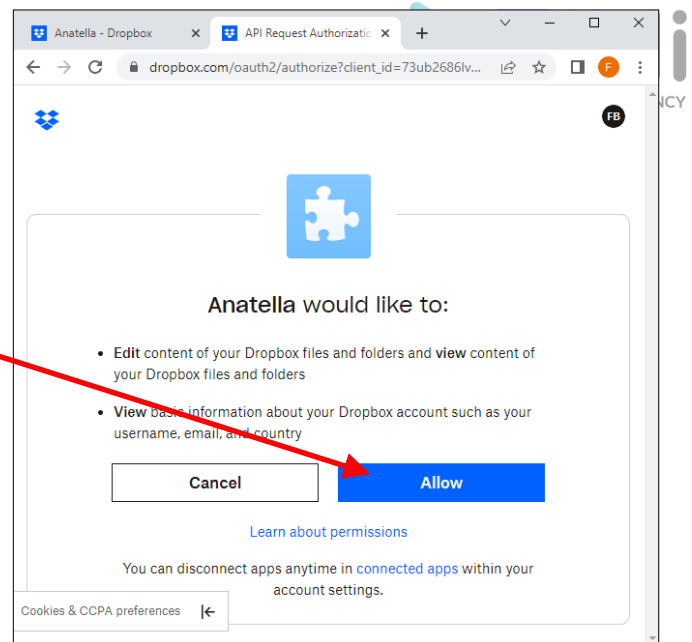 Anatella - Dropbox
API Request Authorizatio
dropbox.com/oauth2/authorize?client_id=73ub2686lv...
F
NCY
FB
Anatella would like to:
Edit content of your Dropbox files and folders and view content of
your Dropbox files and folders
View basic information about your Dropbox account such as your
username, email, and country
Cancel
Allow
Learn about permissions
You can disconnect apps anytime in connected apps within your
account settings.
Cookies & CCPA preferences